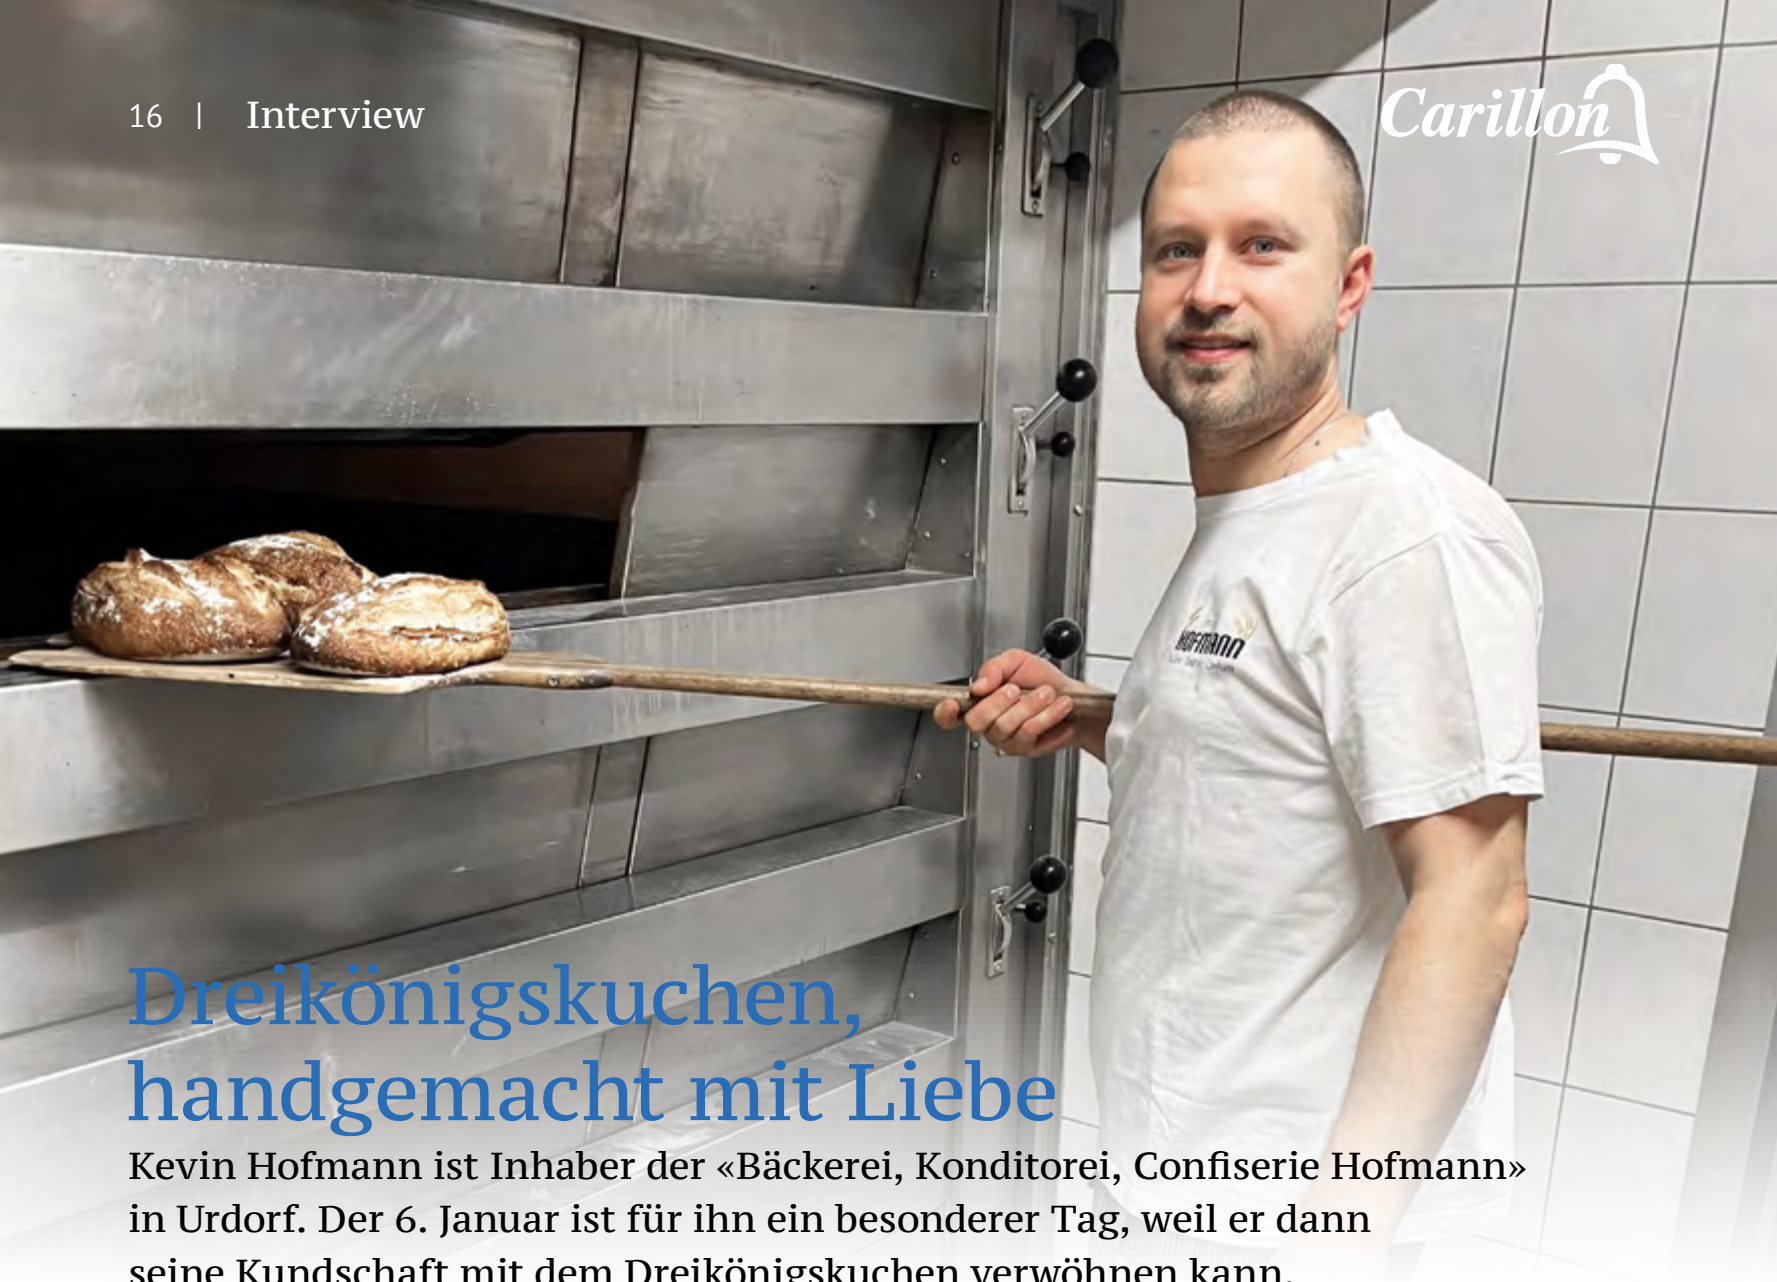 16 | Interview
Carillon
HOFMANN
Dreikönigskuchen,
handgemacht mit Liebe
Kevin Hofmann ist Inhaber der «Bäckerei, Konditorei, Confiserie Hofmann»
in Urdorf. Der 6. Januar ist für ihn ein besonderer Tag, weil er dann
seine Kundschaft mit dem Dreikönigskuchen verwöhnen kann.